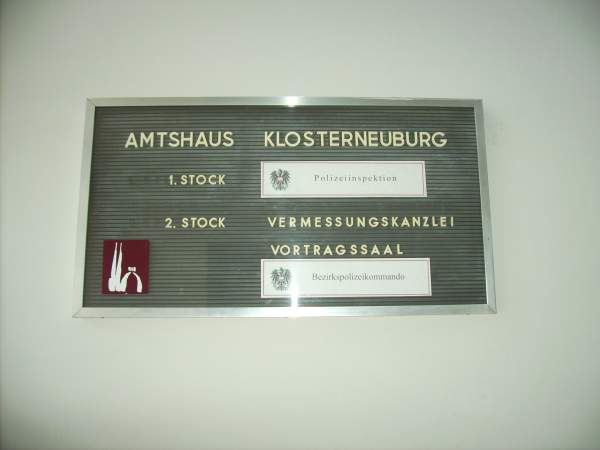 AMTSHAUS KLOSTERNEUBURG
1. STOCK Polizeiinspektion
2. STOCK VERMESSUNGSKANZLEI
VORTRAGSSAAL
Bezirkspolizeikommando